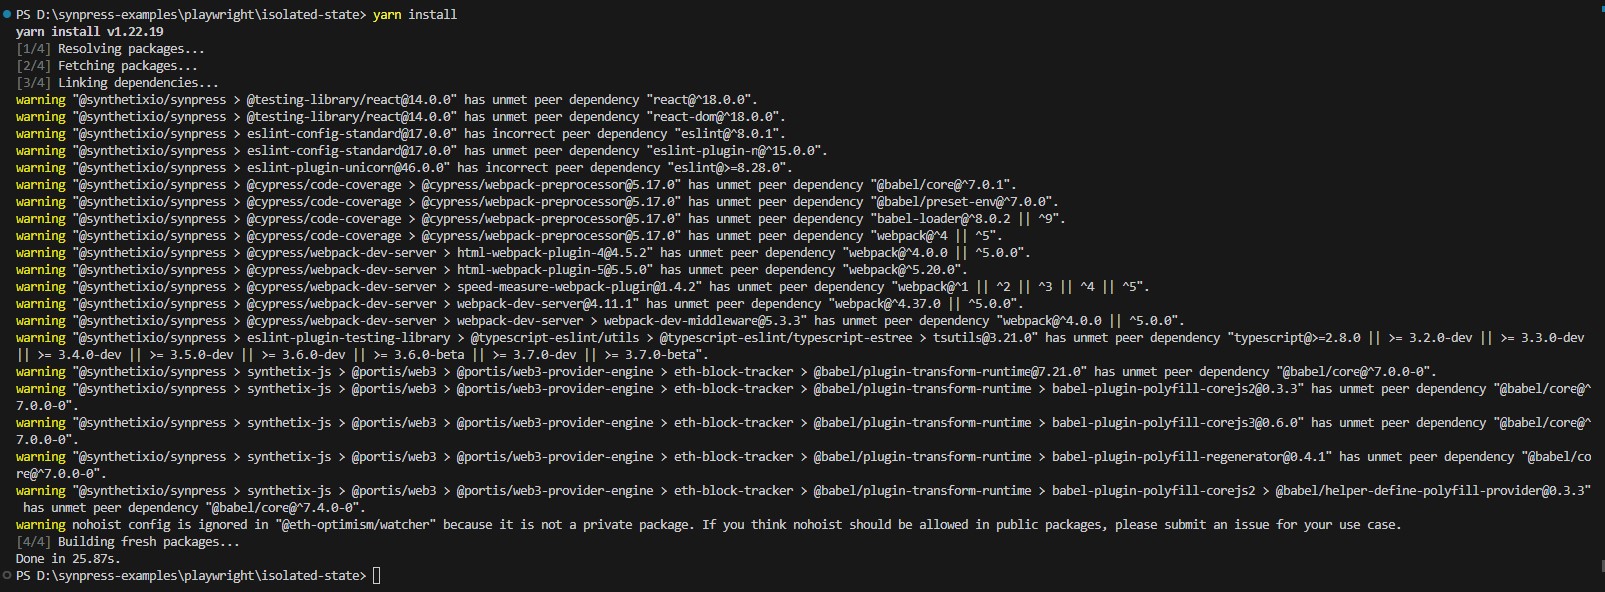 PS D:\synpress-examples\playwright\isolated-state> yarn install
yarn install v1.22.19
[1/4] Resolving packages...
[2/4] Fetching packages...
[3/4] Linking dependencies...
warning "@synthetixio/synpress > @testing-library/react@14.0.0" has unmet peer dependency "react@^18.0.0".
warning "@synthetixio/synpress > @testing-library/react@14.0.0" has unmet peer dependency "react-dom@^18.0.0".
warning "@synthetixio/synpress > eslint-config-standard@17.0.0" has incorrect peer dependency "eslint@^8.0.1".
warning "@synthetixio/synpress > eslint-config-standard@17.0.0" has unmet peer dependency "eslint-plugin-n@^15.0.0".
warning "@synthetixio/synpress > eslint-plugin-unicorn@46.0.0" has incorrect peer dependency "eslint@>=8.28.0".
warning "@synthetixio/synpress > @cypress/code-coverage > @cypress/webpack-preprocessor@5.17.0" has unmet peer dependency "@babel/core@^7.0.1".
warning "@synthetixio/synpress > @cypress/code-coverage > @cypress/webpack-preprocessor@5.17.0" has unmet peer dependency "@babel/preset-env@^7.0.0".
warning "@synthetixio/synpress > @cypress/code-coverage > @cypress/webpack-preprocessor@5.17.0" has unmet peer dependency "babel-loader@^8.0.2 || ^9".
warning "@synthetixio/synpress > @cypress/code-coverage > @cypress/webpack-preprocessor@5.17.0" has unmet peer dependency "webpack@^4 || ^5".
warning "@synthetixio/synpress > @cypress/webpack-dev-server > html-webpack-plugin-4@4.5.2" has unmet peer dependency "webpack@^4.0.0 || ^5.0.0".
warning "@synthetixio/synpress > @cypress/webpack-dev-server > html-webpack-plugin-5@5.5.0" has unmet peer dependency "webpack@^5.20.0".
warning "@synthetixio/synpress > @cypress/webpack-dev-server > speed-measure-webpack-plugin@1.4.2" has unmet peer dependency "webpack@^1 || ^2 || ^3 || ^4 || ^5".
warning "@synthetixio/synpress > @cypress/webpack-dev-server > webpack-dev-server@4.11.1" has unmet peer dependency "webpack@^4.37.0 || ^5.0.0".
warning "@synthetixio/synpress > @cypress/webpack-dev-server > webpack-dev-server > webpack-dev-middleware@5.3.3" has unmet peer dependency "webpack@^4.0.0 || ^5.0.0".
warning "@synthetixio/synpress > eslint-plugin-testing-library > @typescript-eslint/utils > @typescript-eslint/typescript-estree > tsutils@3.21.0" has unmet peer dependency "typescript@>=2.8.0 || >= 3.2.0-dev || >= 3.3.0-dev
|| >= 3.4.0-dev || >= 3.5.0-dev || >= 3.6.0-dev || >= 3.6.0-beta || >= 3.7.0-dev || >= 3.7.0-beta".
warning "@synthetixio/synpress > synthetix-js > @portis/web3 > @portis/web3-provider-engine > eth-block-tracker > @babel/plugin-transform-runtime@7.21.0" has unmet peer dependency "@babel/core@^7.0.0-0".
warning "@synthetixio/synpress > synthetix-js > @portis/web3 > @portis/web3-provider-engine > eth-block-tracker > @babel/plugin-transform-runtime > babel-plugin-polyfill-corejs2@0.3.3" has unmet peer dependency "@babel/core@^
7.0.0-0".
warning "@synthetixio/synpress > synthetix-js > @portis/web3 > @portis/web3-provider-engine > eth-block-tracker > @babel/plugin-transform-runtime > babel-plugin-polyfill-corejs3@0.6.0" has unmet peer dependency "@babel/core@^
7.0.0-0".
warning "@synthetixio/synpress > synthetix-js > @portis/web3 > @portis/web3-provider-engine > eth-block-tracker > @babel/plugin-transform-runtime > babel-plugin-polyfill-regenerator@0.4.1" has unmet peer dependency "@babel/co
re@^7.0.0-0".
warning "@synthetixio/synpress > synthetix-js > @portis/web3 > @portis/web3-provider-engine > eth-block-tracker > @babel/plugin-transform-runtime > babel-plugin-polyfill-corejs2 > @babel/helper-define-polyfill-provider@0.3.3"
has unmet peer dependency "@babel/core@^7.4.0-0".
warning nohoist config is ignored in "@eth-optimism/watcher" because it is not a private package. If you think nohoist should be allowed in public packages, please submit an issue for your use case.
[4/4] Building fresh packages...
Done in 25.87s.
PS D:\synpress-examples\playwright\isolated-state>